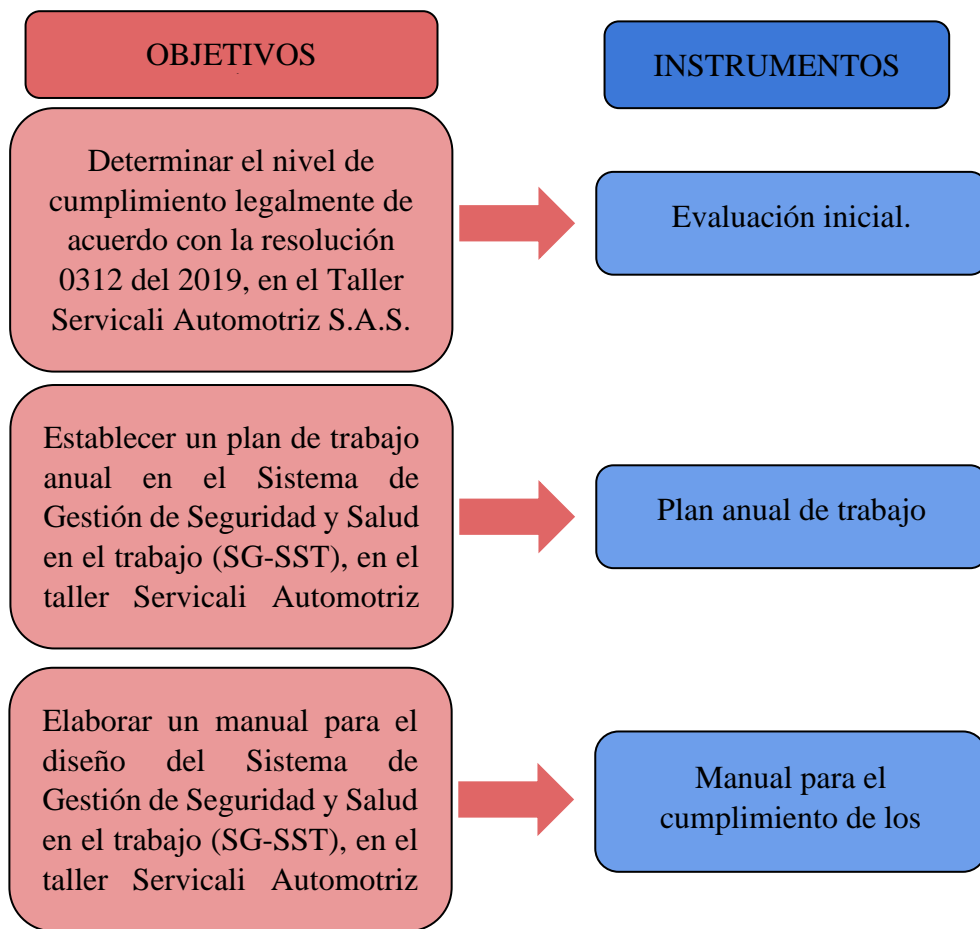 OBJETIVOS
INSTRUMENTOS
Determinar el nivel de
cumplimiento legalmente de
acuerdo con la resolución
0312 del 2019, en el Taller
Servicali Automotriz S.A.S.
Evaluación inicial.
Establecer un plan de trabajo
anual en el Sistema de
Gestión de Seguridad y Salud
en el trabajo (SG-SST), en el
taller Servicali Automotriz
Plan anual de trabajo
Elaborar un manual para el
diseño del Sistema de
Gestión de Seguridad y Salud
en el trabajo (SG-SST), en el
taller Servicali Automotriz
Manual para el
cumplimiento de los